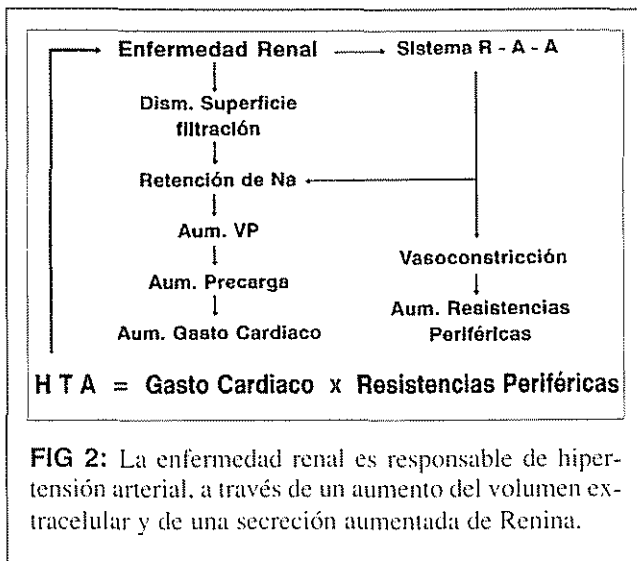 Enfermedad Renal → Sistema R - A - A
Dism. Superficie
filtración
Retención de Na
Aum. VP
Vasoconstricción
Aum. Precarga
Aum. Resistencias
Periféricas
Aum. Gasto Cardiaco
H T A = Gasto Cardiaco x Resistencias Periféricas
FIG 2: La enfermedad renal es responsable de hiper-
tensión arterial, a través de un aumento del volumen ex-
tracelular y de una secreción aumentada de Renina.